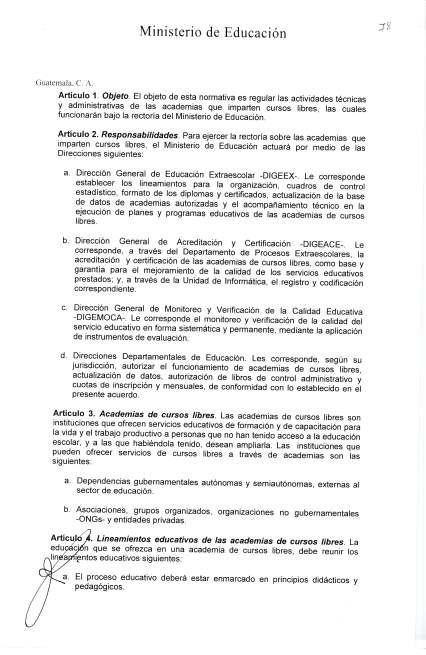 Ministerio de Educación
Guatemala, C. A.
Artículo 1. Objeto. El objeto de esta normativa es regular las actividades técnicas
y administrativas de las academias que imparten cursos libres, las cuales
funcionarán bajo la rectoría del Ministerio de Educación.
Artículo 2. Responsabilidades. Para ejercer la rectoría sobre las academias que
imparten cursos libres, el Ministerio de Educación actuará por medio de las
Direcciones siguientes:
a. Dirección General de Educación Extraescolar -DIGEEX-. Le corresponde
establecer los lineamientos para la organización, cuadros de control
estadístico, formato de los diplomas y certificados, actualización de la base
de datos de academias autorizadas y el acompañamiento técnico en la
ejecución de planes y programas educativos de las academias de cursos
libres.
b. Dirección General de Acreditación y Certificación -DIGEACE-. Le
corresponde, a través del Departamento de Procesos Extraescolares, la
acreditación y certificación de las academias de cursos libres, como base y
garantía para el mejoramiento de la calidad de los servicios educativos
prestados; y, a través de la Unidad de Informática, el registro y codificación
correspondiente.
c. Dirección General de Monitoreo y Verificación de la Calidad Educativa
-DIGEMOCA-. Le corresponde el monitoreo y verificación de la calidad del
servicio educativo en forma sistemática y permanente, mediante la aplicación
de instrumentos de evaluación.
d. Direcciones Departamentales de Educación. Les corresponde, según su
jurisdicción, autorizar el funcionamiento de academias de cursos libres,
actualización de datos, autorización de libros de control administrativo y
cuotas de inscripción y mensuales, de conformidad con lo establecido en el
presente acuerdo.
Artículo 3. Academias de cursos libres. Las academias de cursos libres son
instituciones que ofrecen servicios educativos de formación y de capacitación para
la vida y el trabajo productivo a personas que no han tenido acceso a la educación
escolar, y a las que habiéndola tenido, desean ampliarla. Las instituciones que
pueden ofrecer servicios de cursos libres a través de academias son las
siguientes:
a. Dependencias gubernamentales autónomas y semiautónomas, externas al
sector de educación.
b. Asociaciones, grupos organizados, organizaciones no gubernamentales
-ONGs- y entidades privadas.
Artículo 4. Lineamientos educativos de las academias de cursos libres. La
educación que se ofrezca en una academia de cursos libres, debe reunir los
lineamientos educativos siguientes:
a. El proceso educativo deberá estar enmarcado en principios didácticos y
pedagógicos.